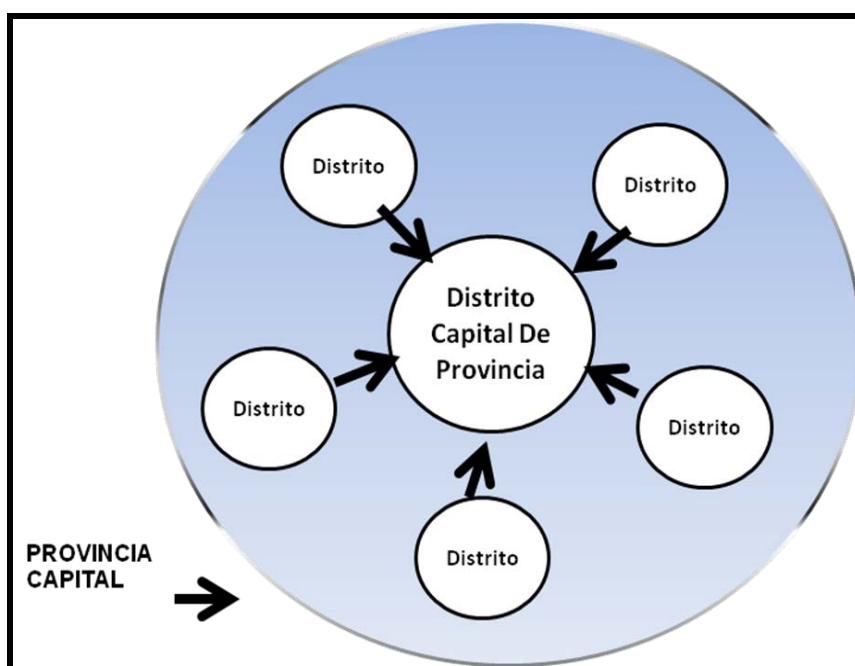 Distrito
Distrito
Distrito
Capital De
Provincia
Distrito
Distrito
Distrito
PROVINCIA
CAPITAL